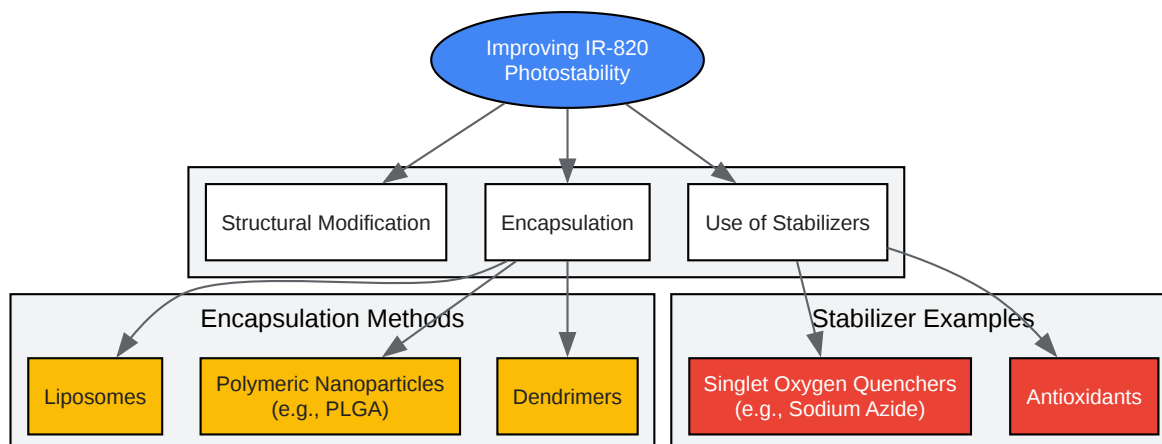 Improving IR-820
Photostability
Structural Modification
Encapsulation
Use of Stabilizers
Encapsulation Methods
Stabilizer Examples
Liposomes
Polymeric Nanoparticles
(e.g., PLGA)
Dendrimers
Singlet Oxygen Quenchers
(e.g., Sodium Azide)
Antioxidants